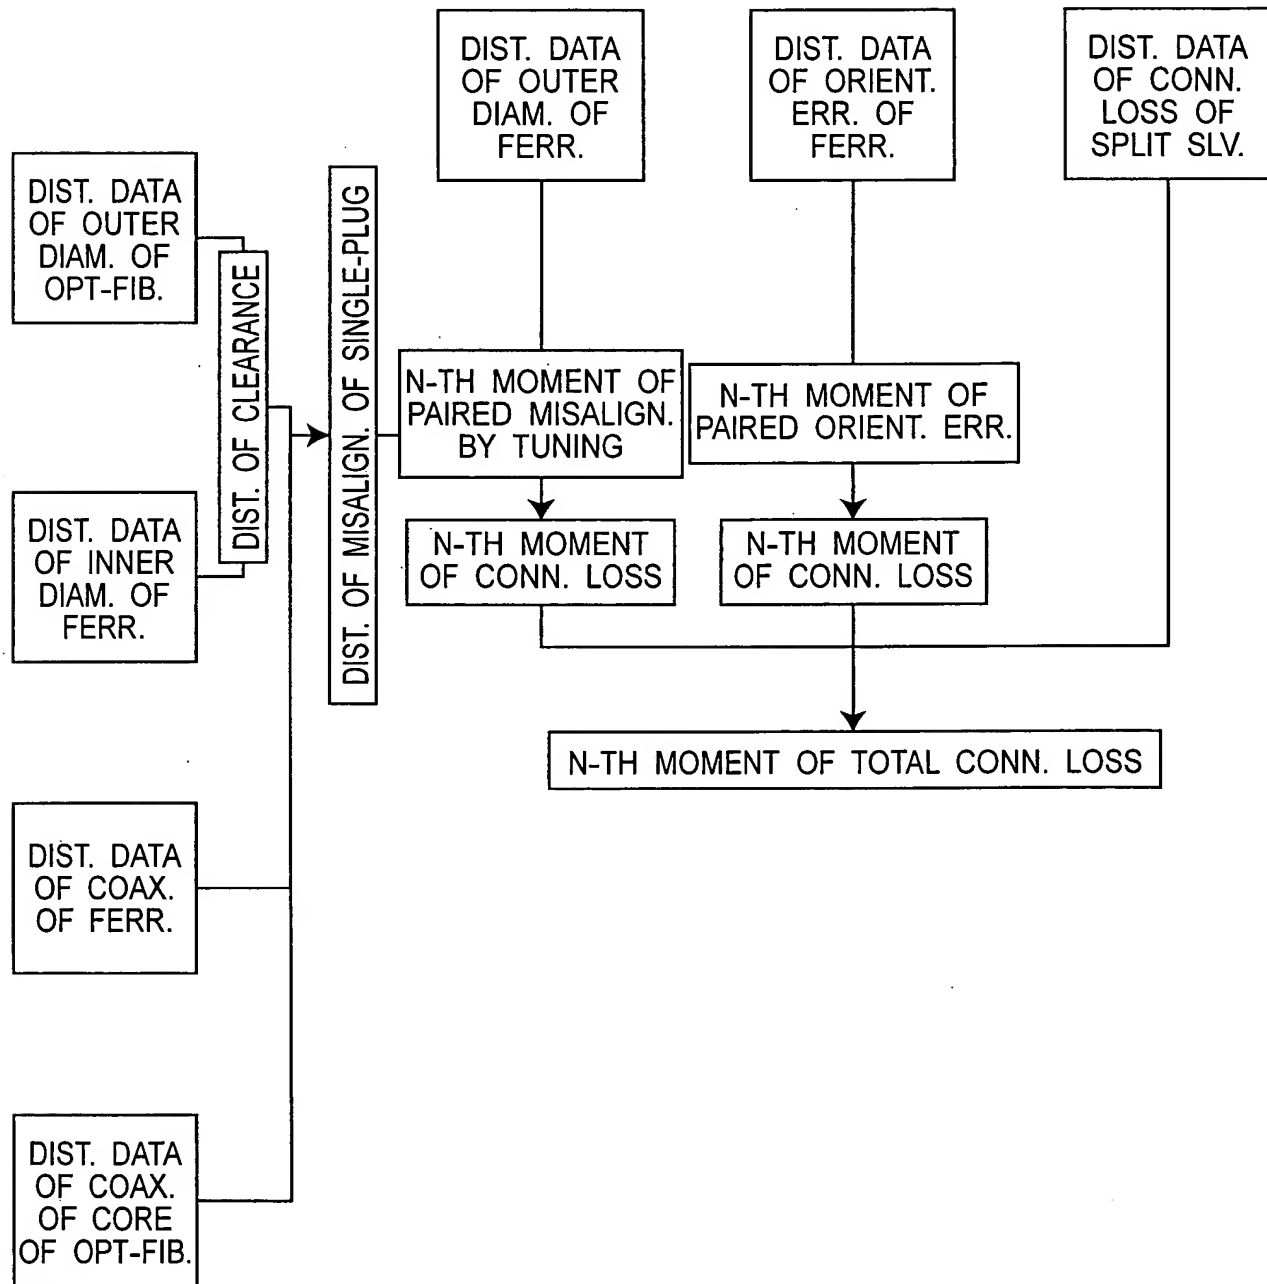 DIST. DATA
OF OUTER
DIAM. OF
FERR.
DIST. DATA
OF ORIENT.
ERR. OF
FERR.
DIST. DATA
OF CONN.
LOSS OF
SPLIT SLV.
DIST. DATA
OF OUTER
DIAM. OF
OPT-FIB.
DIST. OF CLEARANCE
DIST. OF MISALIGN. OF SINGLE-PLUG
N-TH MOMENT OF
PAIRED MISALIGN.
BY TUNING
N-TH MOMENT OF
PAIRED ORIENT. ERR.
DIST. DATA
OF INNER
DIAM. OF
FERR.
N-TH MOMENT
OF CONN. LOSS
N-TH MOMENT
OF CONN. LOSS
N-TH MOMENT OF TOTAL CONN. LOSS
DIST. DATA
OF COAX.
OF FERR.
DIST. DATA
OF COAX.
OF CORE
OF OPT-FIB.